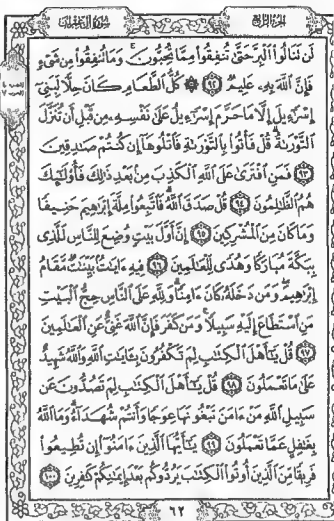 الجزء الرابع سورة آل عمران
لَن تَنَالُوا۟ ٱلْبِرَّ حَتَّىٰ تُنفِقُوا۟ مِمَّا تُحِبُّونَ ۚ وَمَا تُنفِقُوا۟ مِن شَىْءٍ
فَإِنَّ ٱللَّهَ بِهِۦ عَلِيمٌ ٩٢ ۞ كُلُّ ٱلطَّعَامِ كَانَ حِلًّا لِّبَنِىٓ
إِسْرَٰٓءِيلَ إِلَّا مَا حَرَّمَ إِسْرَٰٓءِيلُ عَلَىٰ نَفْسِهِۦ مِن قَبْلِ أَن تُنَزَّلَ
ٱلتَّوْرَىٰةُ ۗ قُلْ فَأْتُوا۟ بِٱلتَّوْرَىٰةِ فَٱتْلُوهَآ إِن كُنتُمْ صَٰدِقِينَ
٩٣ فَمَنِ ٱفْتَرَىٰ عَلَى ٱللَّهِ ٱلْكَذِبَ مِنۢ بَعْدِ ذَٰلِكَ فَأُو۟لَٰٓئِكَ
هُمُ ٱلظَّٰلِمُونَ ٩٤ قُلْ صَدَقَ ٱللَّهُ ۗ فَٱتَّبِعُوا۟ مِلَّةَ إِبْرَٰهِيمَ حَنِيفًا
وَمَا كَانَ مِنَ ٱلْمُشْرِكِينَ ٩٥ إِنَّ أَوَّلَ بَيْتٍ وُضِعَ لِلنَّاسِ لَلَّذِى
بِبَكَّةَ مُبَارَكًا وَهُدًى لِّلْعَٰلَمِينَ ٩٦ فِيهِ ءَايَٰتٌۢ بَيِّنَٰتٌ مَّقَامُ
إِبْرَٰهِيمَ ۖ وَمَن دَخَلَهُۥ كَانَ ءَامِنًا ۗ وَلِلَّهِ عَلَى ٱلنَّاسِ حِجُّ ٱلْبَيْتِ
مَنِ ٱسْتَطَاعَ إِلَيْهِ سَبِيلًا ۚ وَمَن كَفَرَ فَإِنَّ ٱللَّهَ غَنِىٌّ عَنِ ٱلْعَٰلَمِينَ
٩٧ قُلْ يَٰٓأَهْلَ ٱلْكِتَٰبِ لِمَ تَكْفُرُونَ بِـَٔايَٰتِ ٱللَّهِ وَٱللَّهُ شَهِيدٌ
عَلَىٰ مَا تَعْمَلُونَ ٩٨ قُلْ يَٰٓأَهْلَ ٱلْكِتَٰبِ لِمَ تَصُدُّونَ عَن
سَبِيلِ ٱللَّهِ مَنْ ءَامَنَ تَبْغُونَهَا عِوَجًا وَأَنتُمْ شُهَدَآءُ ۗ وَمَا ٱللَّهُ
بِغَٰفِلٍ عَمَّا تَعْمَلُونَ ٩٩ يَٰٓأَيُّهَا ٱلَّذِينَ ءَامَنُوٓا۟ إِن تُطِيعُوا۟
فَرِيقًا مِّنَ ٱلَّذِينَ أُوتُوا۟ ٱلْكِتَٰبَ يَرُدُّوكُم بَعْدَ إِيمَٰنِكُمْ كَٰفِرِينَ ١٠٠
٦٢